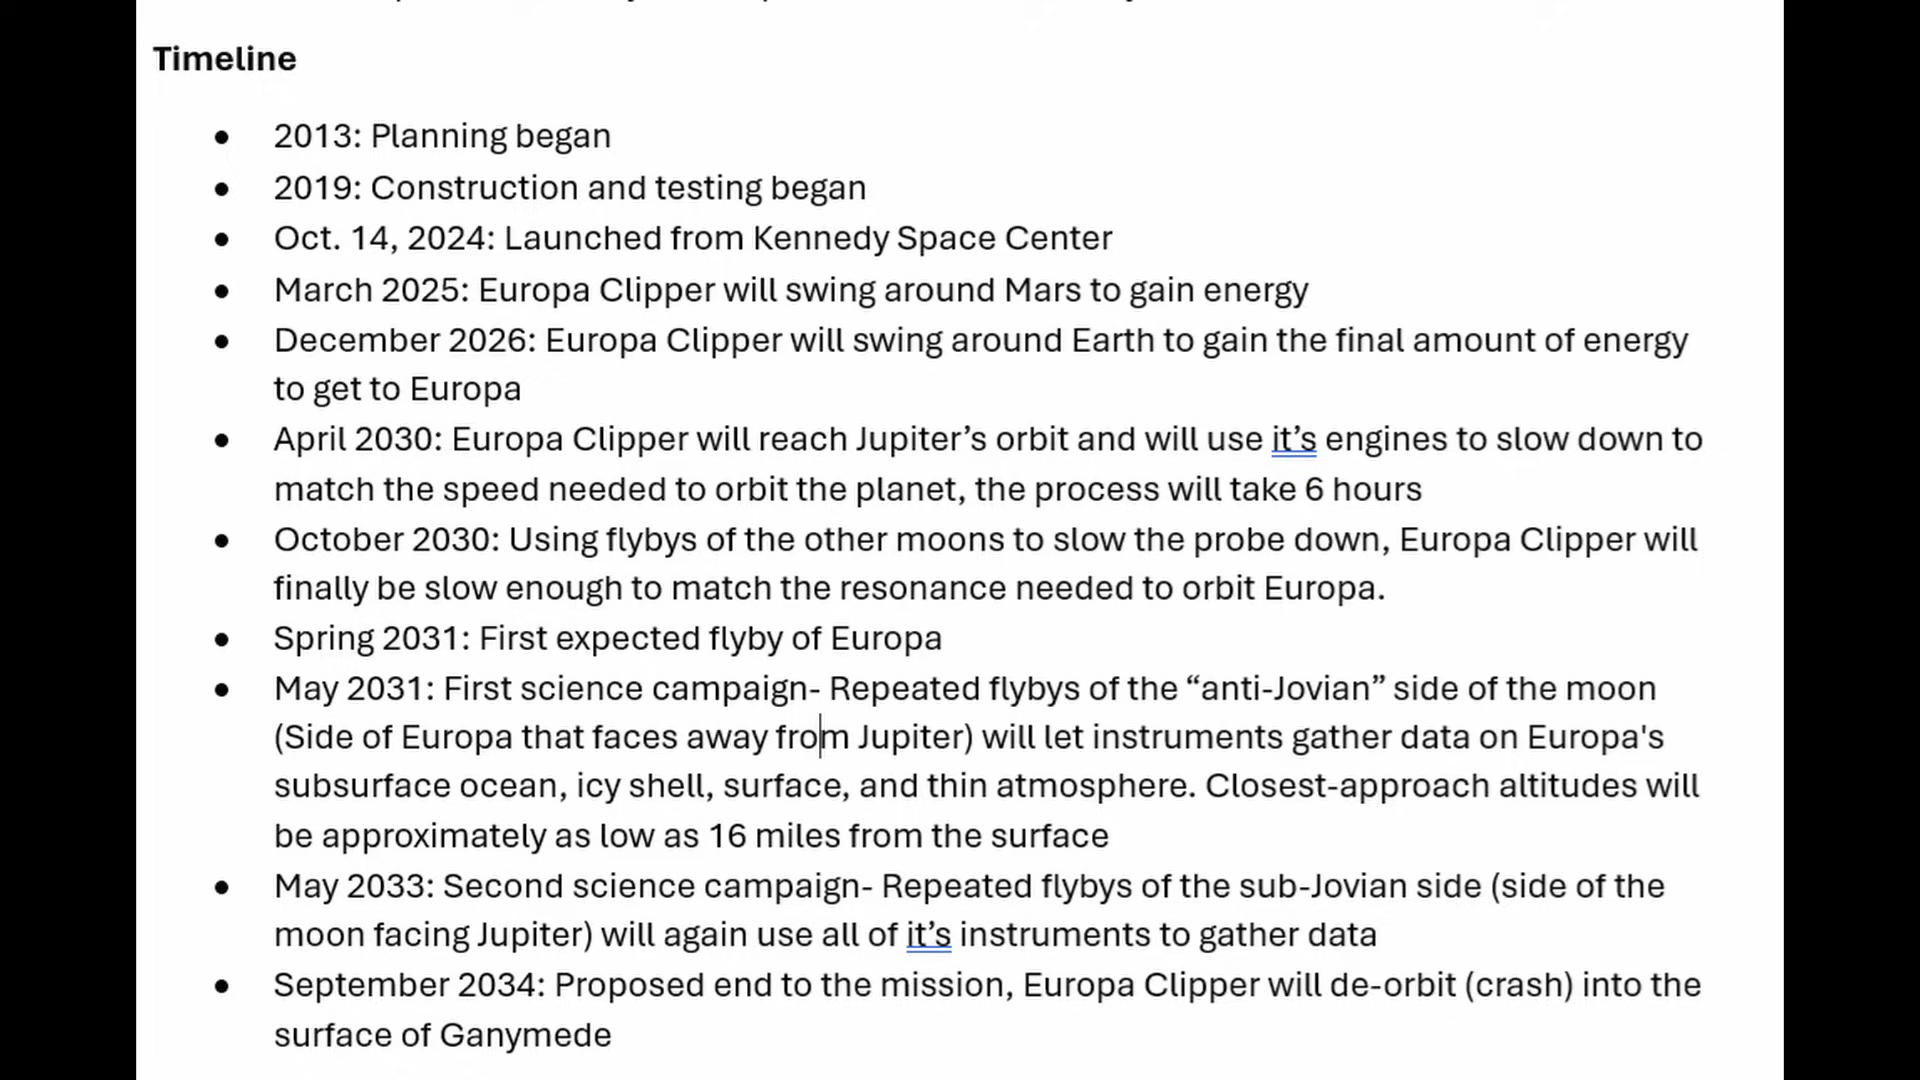 Timeline
• 2013: Planning began
• 2019: Construction and testing began
• Oct. 14, 2024: Launched from Kennedy Space Center
• March 2025: Europa Clipper will swing around Mars to gain energy
• December 2026: Europa Clipper will swing around Earth to gain the final amount of energy
to get to Europa
• April 2030: Europa Clipper will reach Jupiter’s orbit and will use it’s engines to slow down to
match the speed needed to orbit the planet, the process will take 6 hours
• October 2030: Using flybys of the other moons to slow the probe down, Europa Clipper will
finally be slow enough to match the resonance needed to orbit Europa.
• Spring 2031: First expected flyby of Europa
• May 2031: First science campaign- Repeated flybys of the “anti-Jovian” side of the moon
(Side of Europa that faces away from Jupiter) will let instruments gather data on Europa's
subsurface ocean, icy shell, surface, and thin atmosphere. Closest-approach altitudes will
be approximately as low as 16 miles from the surface
• May 2033: Second science campaign- Repeated flybys of the sub-Jovian side (side of the
moon facing Jupiter) will again use all of it’s instruments to gather data
• September 2034: Proposed end to the mission, Europa Clipper will de-orbit (crash) into the
surface of Ganymede